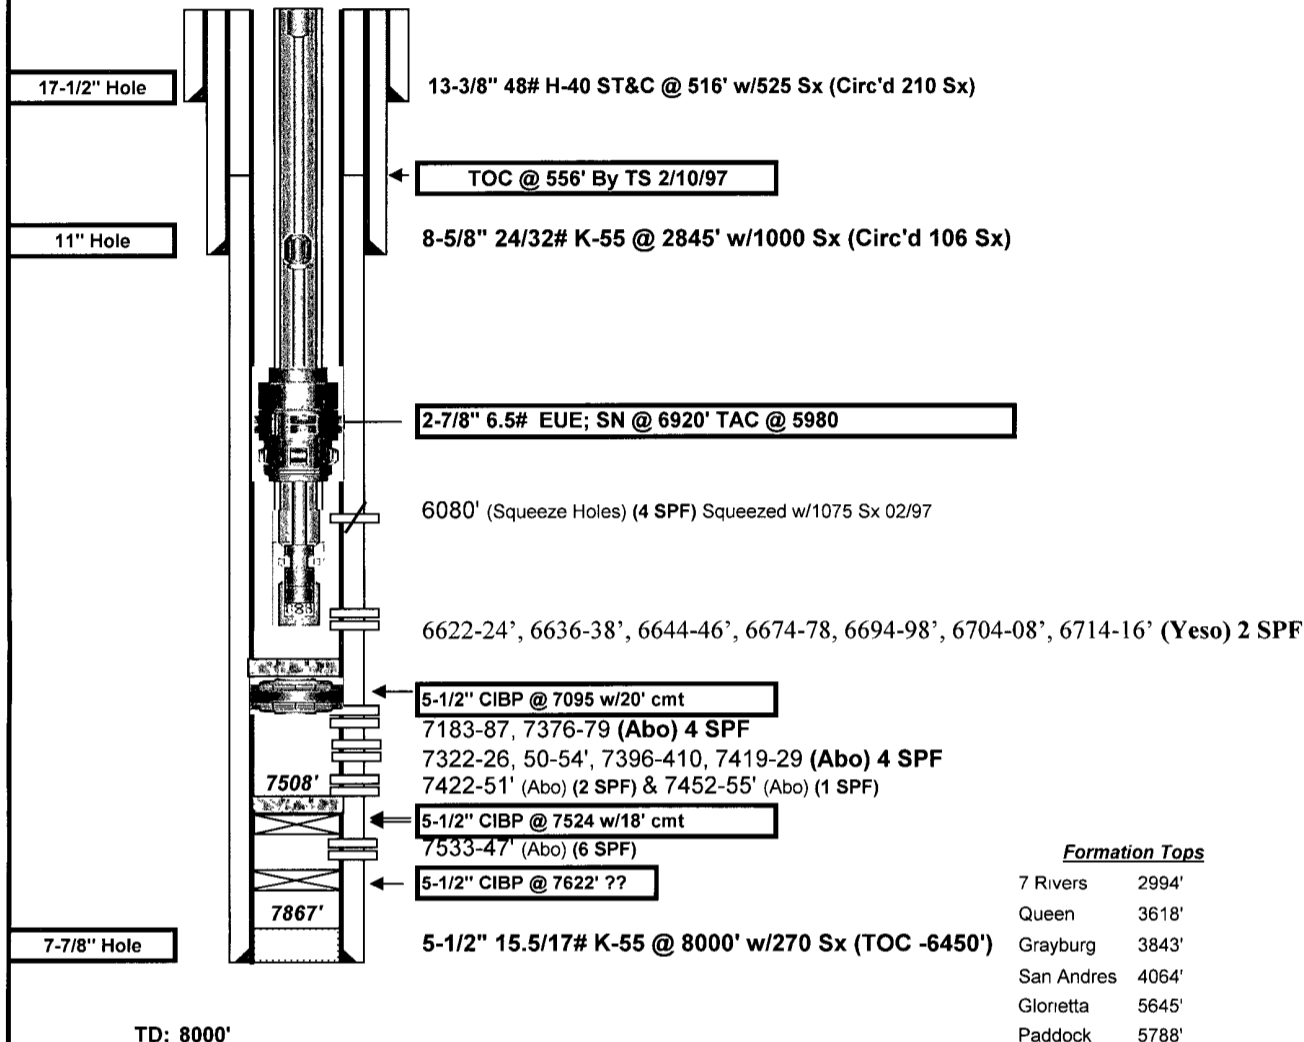 17-1/2" Hole
13-3/8" 48# H-40 ST&C @ 516' w/525 Sx (Circ'd 210 Sx)
TOC @ 556' By TS 2/10/97
11" Hole
8-5/8" 24/32# K-55 @ 2845' w/1000 Sx (Circ'd 106 Sx)
2-7/8" 6.5# EUE; SN @ 6920' TAC @ 5980
6080' (Squeeze Holes) (4 SPF) Squeezed w/1075 Sx 02/97
6622-24’, 6636-38’, 6644-46’, 6674-78, 6694-98’, 6704-08’, 6714-16’ (Yeso) 2 SPF
5-1/2" CIBP @ 7095 w/20' cmt
7183-87, 7376-79 (Abo) 4 SPF
7322-26, 50-54', 7396-410, 7419-29 (Abo) 4 SPF
7508'
7422-51' (Abo) (2 SPF) & 7452-55' (Abo) (1 SPF)
5-1/2" CIBP @ 7524 w/18' cmt
7533-47' (Abo) (6 SPF)
5-1/2" CIBP @ 7622' ??
7867'
7-7/8" Hole
5-1/2" 15.5/17# K-55 @ 8000' w/270 Sx (TOC -6450')
TD: 8000'
Formation Tops
7 Rivers 2994'
Queen 3618'
Grayburg 3843'
San Andres 4064'
Glorietta 5645'
Paddock 5788'